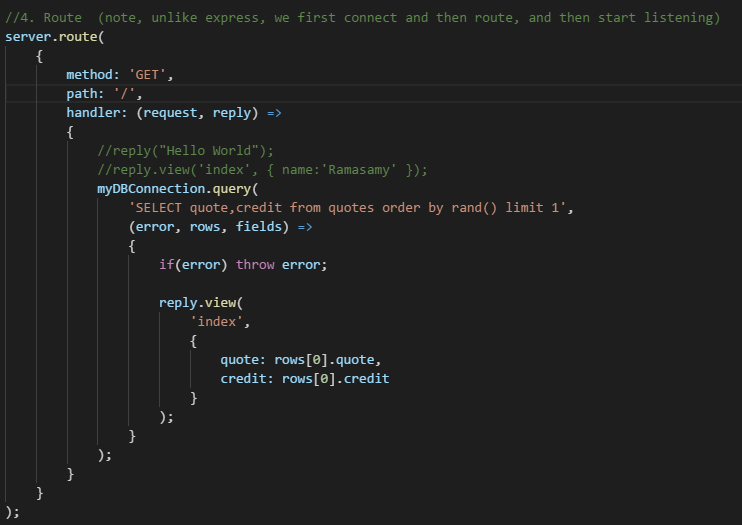 //4. Route  (note, unlike express, we first connect and then route, and then start listening)
server.route(
    {
        method: 'GET',
        path: '/',
        handler: (request, reply) =>
        {
            //reply("Hello World");
            //reply.view('index', { name:'Ramasamy' });
            myDBConnection.query(
                'SELECT quote,credit from quotes order by rand() limit 1',
                (error, rows, fields) =>
                {
                    if(error) throw error;

                    reply.view(
                        'index',
                        {
                            quote: rows[0].quote,
                            credit: rows[0].credit
                        }
                    );
                }
            );
        }
    }
);